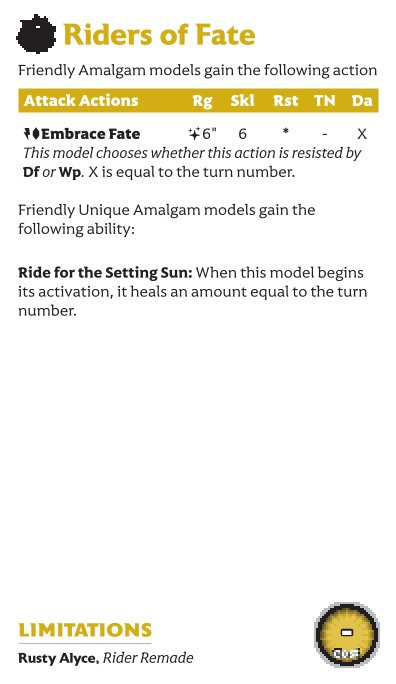 Riders of Fate
Friendly Amalgam models gain the following action
Attack Actions Rg Skl Rst TN Da
Embrace Fate 6" 6 * - X
This model chooses whether this action is resisted by
Df or Wp. X is equal to the turn number.
Friendly Unique Amalgam models gain the
following ability:
Ride for the Setting Sun: When this model begins
its activation, it heals an amount equal to the turn
number.
LIMITATIONS
Rusty Alyce, Rider Remade